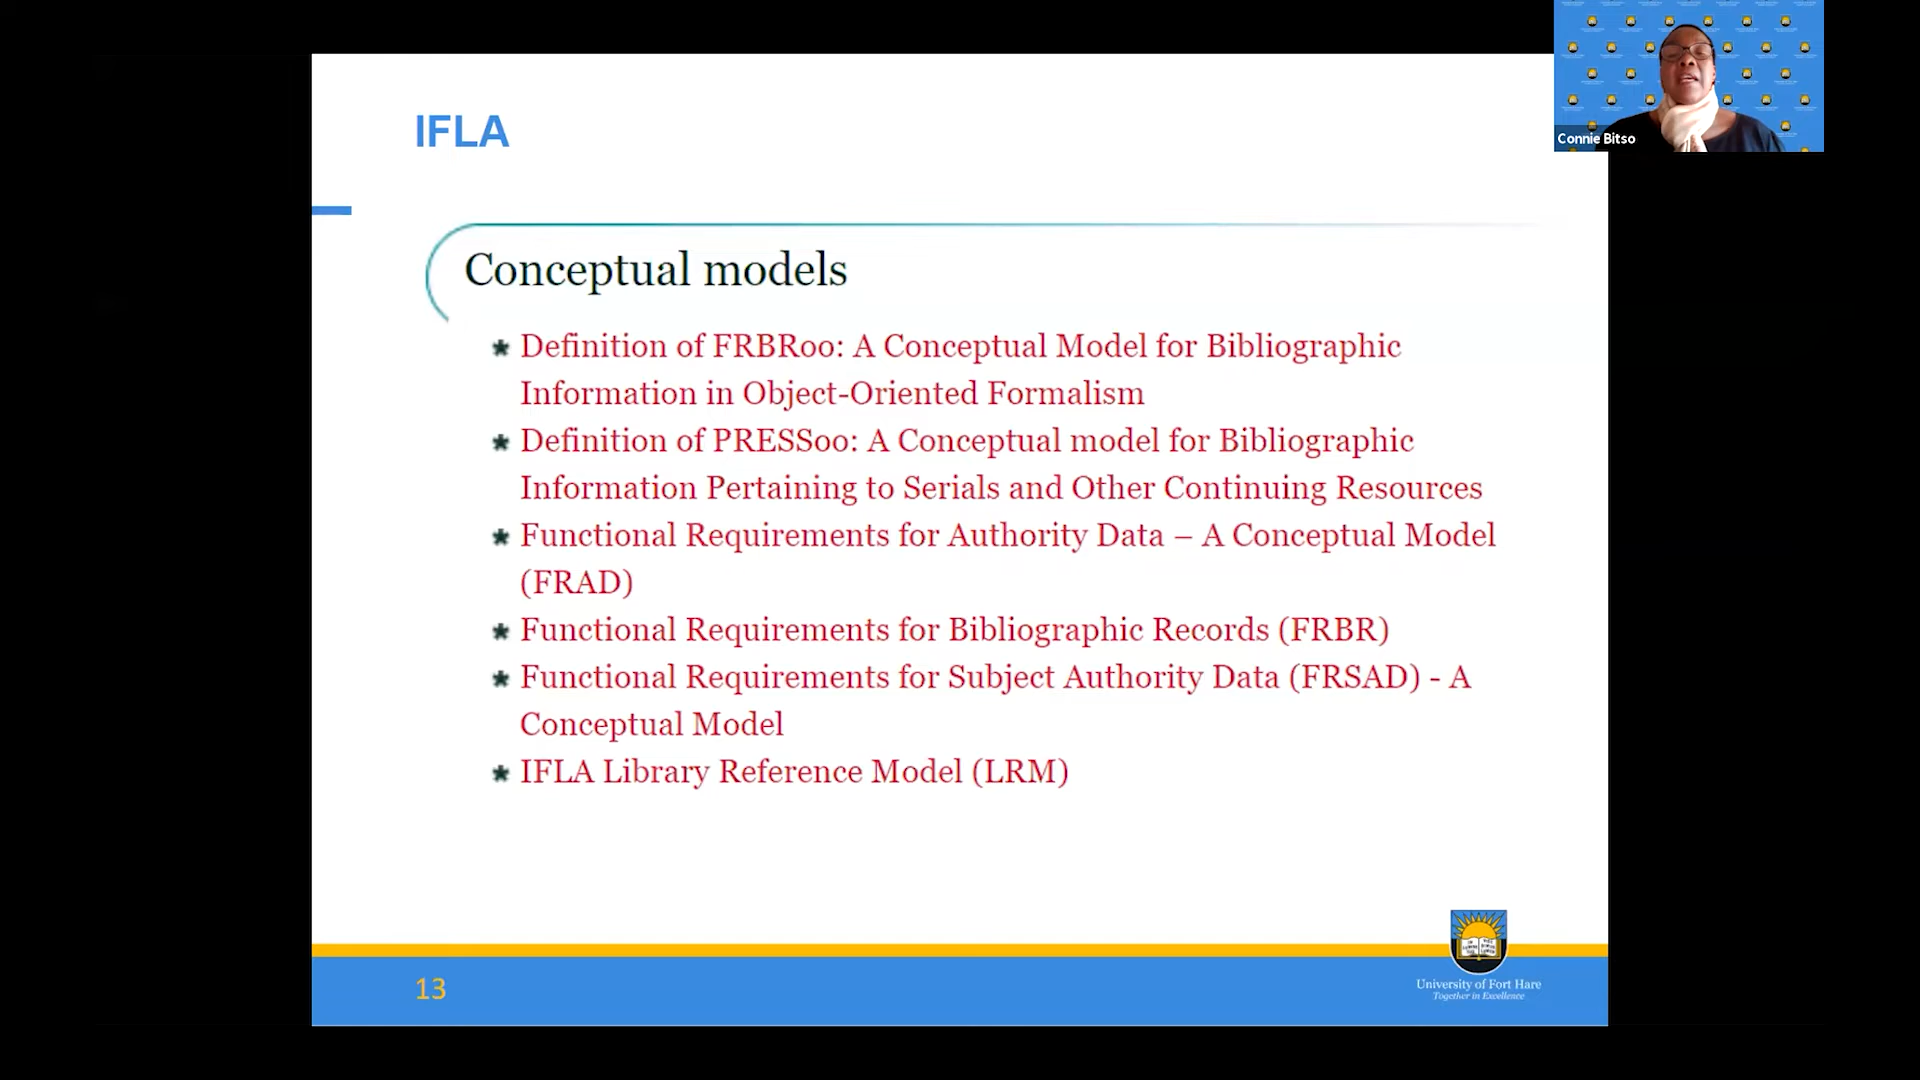 IFLA
Connie Bitso
Conceptual models
* Definition of FRBRoo: A Conceptual Model for Bibliographic
Information in Object-Oriented Formalism
* Definition of PRESSoo: A Conceptual model for Bibliographic
Information Pertaining to Serials and Other Continuing Resources
* Functional Requirements for Authority Data – A Conceptual Model
(FRAD)
* Functional Requirements for Bibliographic Records (FRBR)
* Functional Requirements for Subject Authority Data (FRSAD) - A
Conceptual Model
* IFLA Library Reference Model (LRM)
13
University of Fort Hare
Together in Excellence